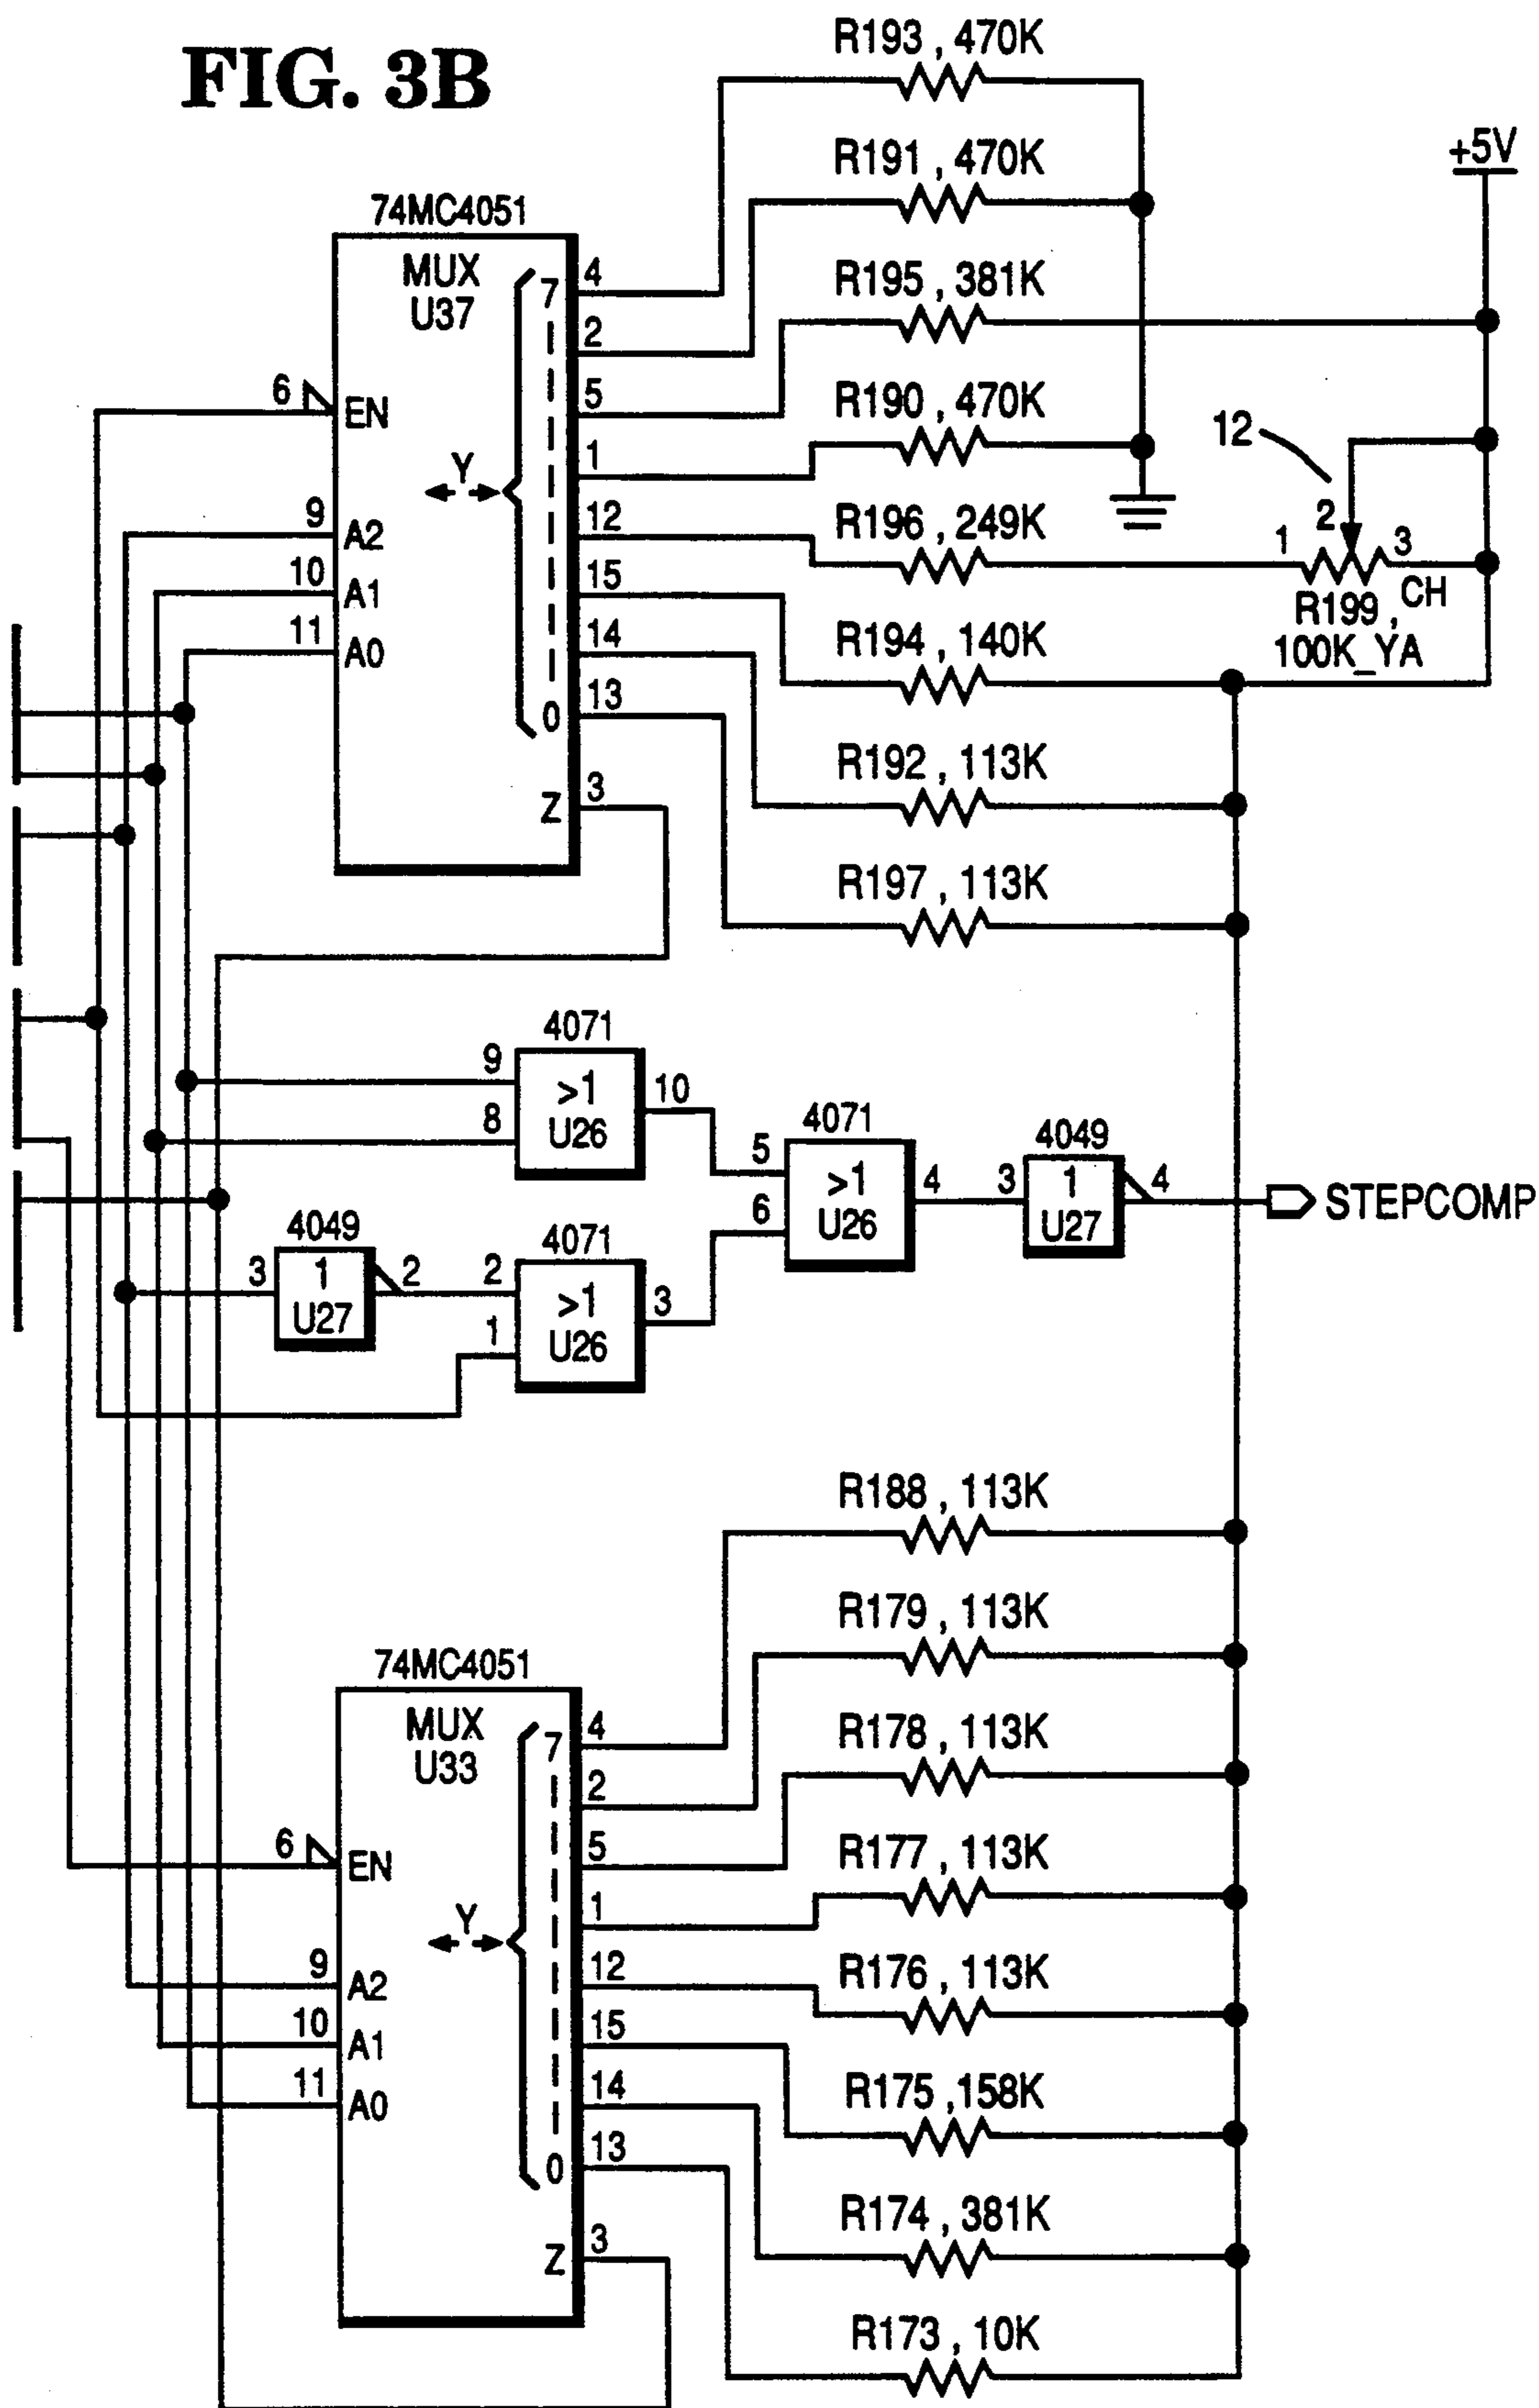 FIG. 3B
R193 , 470K
R191 , 470K
+5V
74MC4051
MUX
U37
7
4
R195 , 381K
2
6
EN
5
R190 , 470K
12
Y
1
9
A2
12
R196 , 249K
1
2
3
CH
R199 ,
100K_YA
10
A1
15
11
A0
14
R194 , 140K
0
13
R192 , 113K
Z
3
R197 , 113K
4071
9
8
>1
U26
10
4071
5
6
>1
U26
4
4049
3
1
U27
4
STEPCOMP
4049
3
1
U27
2
4071
2
1
>1
U26
3
R188 , 113K
R179 , 113K
74MC4051
MUX
U33
7
4
R178 , 113K
2
6
EN
5
R177 , 113K
Y
1
9
A2
12
R176 , 113K
10
A1
15
11
A0
14
R175 , 158K
0
13
R174 , 381K
Z
3
R173 , 10K